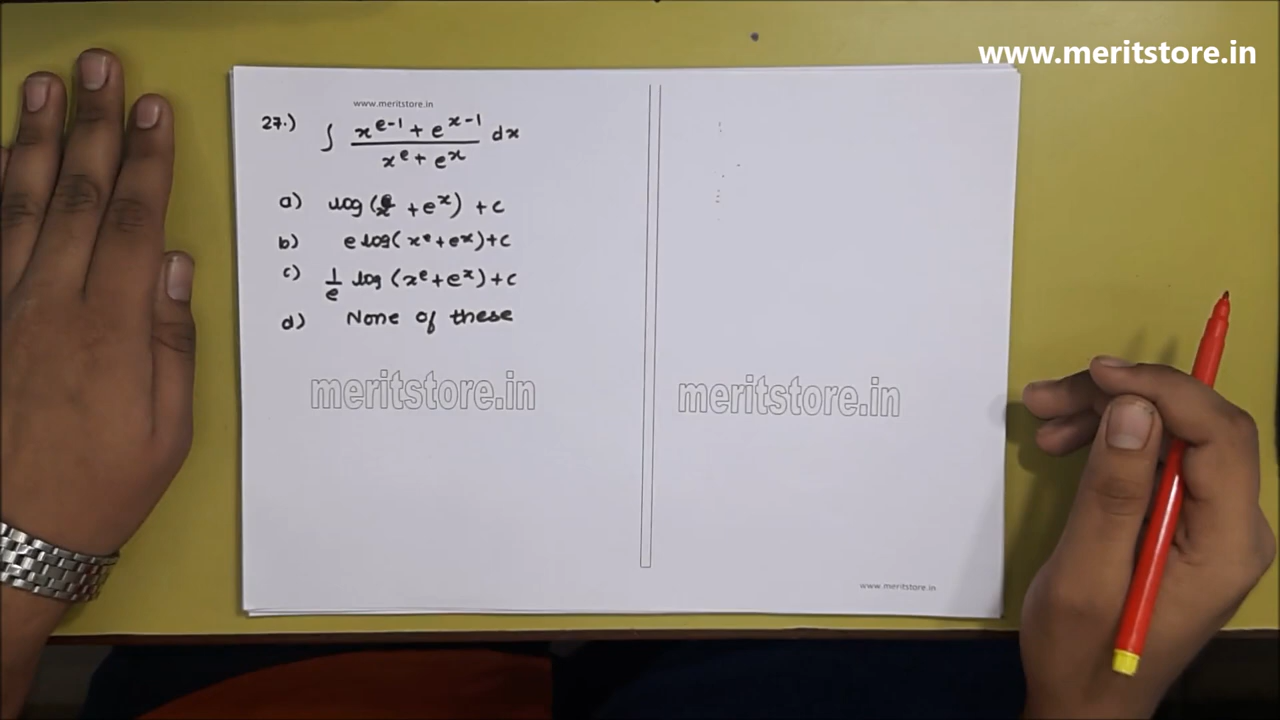 www.meritstore.in
www.meritstore.in
27.) ∫ (x^(e-1) + e^(x-1)) / (x^e + e^x) dx
a) log(x^e + e^x) + c
b) e log(x^e + e^x) + c
c) 1/e log(x^e + e^x) + c
d) None of these
meritstore.in
meritstore.in
www.meritstore.in